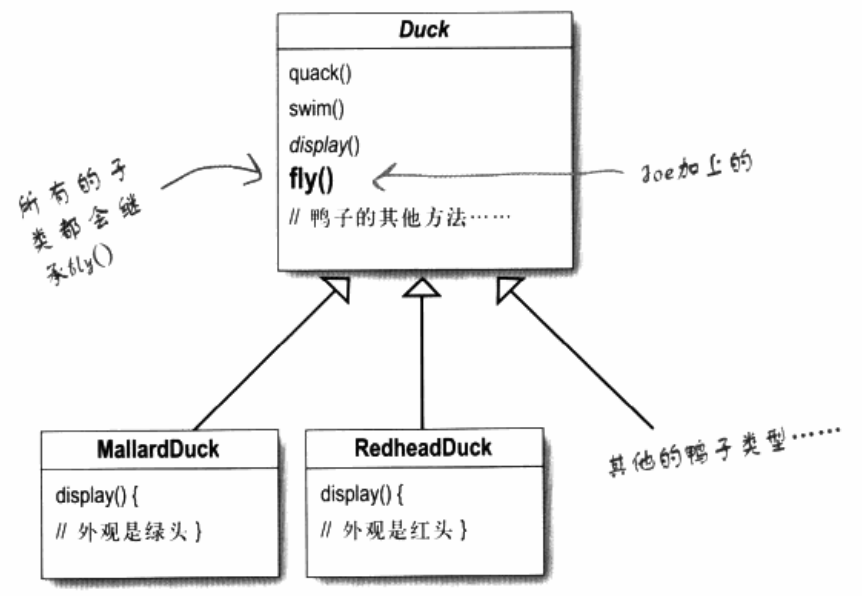 Duck
quack()
swim()
display()
fly()
// 鸭子的其他方法……
所有的子
类都会继
承fly()
Joe加上的
MallardDuck
display() {
// 外观是绿头 }
RedheadDuck
display() {
// 外观是红头 }
其他的鸭子类型……